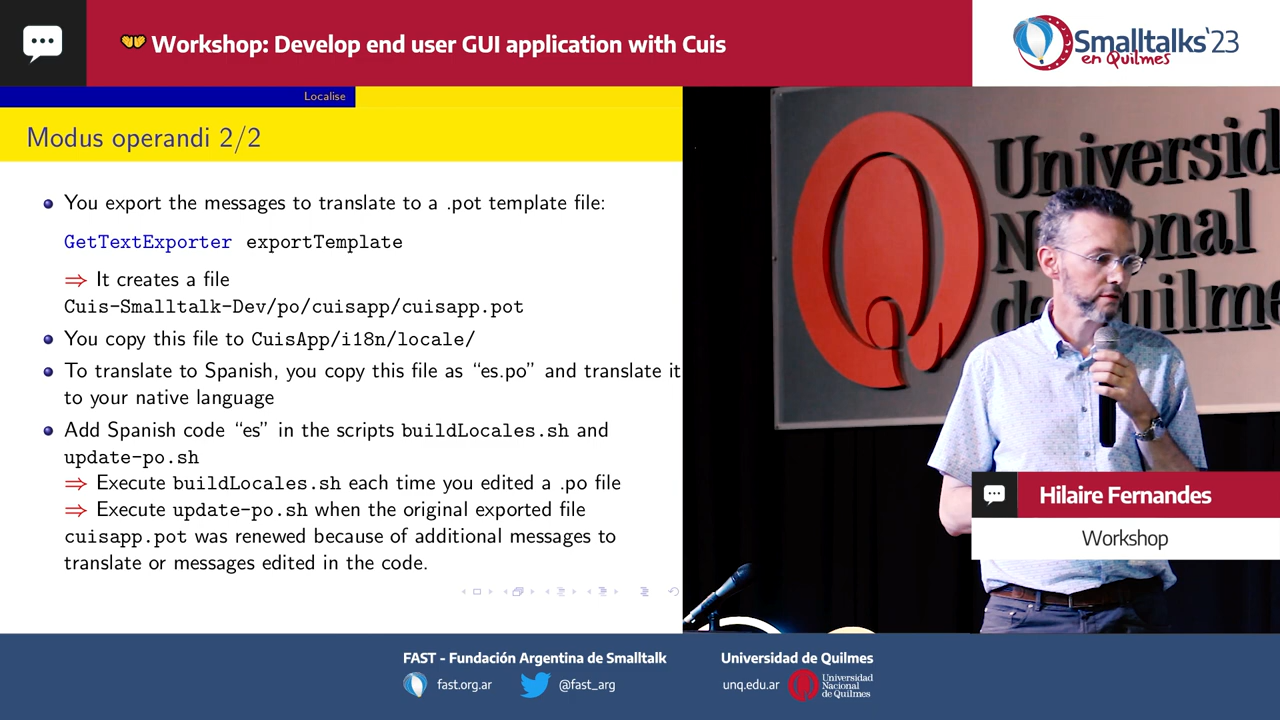 Workshop: Develop end user GUI application with Cuis
Smalltalks'23
en Quilmes
Localise
Modus operandi 2/2
You export the messages to translate to a .pot template file:
GetTextExporter exportTemplate
⇒ It creates a file
Cuis-Smalltalk-Dev/po/cuisapp/cuisapp.pot
You copy this file to CuisApp/i18n/locale/
To translate to Spanish, you copy this file as “es.po” and translate it
to your native language
Add Spanish code “es” in the scripts buildLocales.sh and
update-po.sh
⇒ Execute buildLocales.sh each time you edited a .po file
⇒ Execute update-po.sh when the original exported file
cuisapp.pot was renewed because of additional messages to
translate or messages edited in the code.
Universid
Nacional
de Quilme
Hilaire Fernandes
Workshop
FAST - Fundación Argentina de Smalltalk
fast.org.ar
@fast_arg
Universidad de Quilmes
unq.edu.ar
Universidad
Nacional
de Quilmes